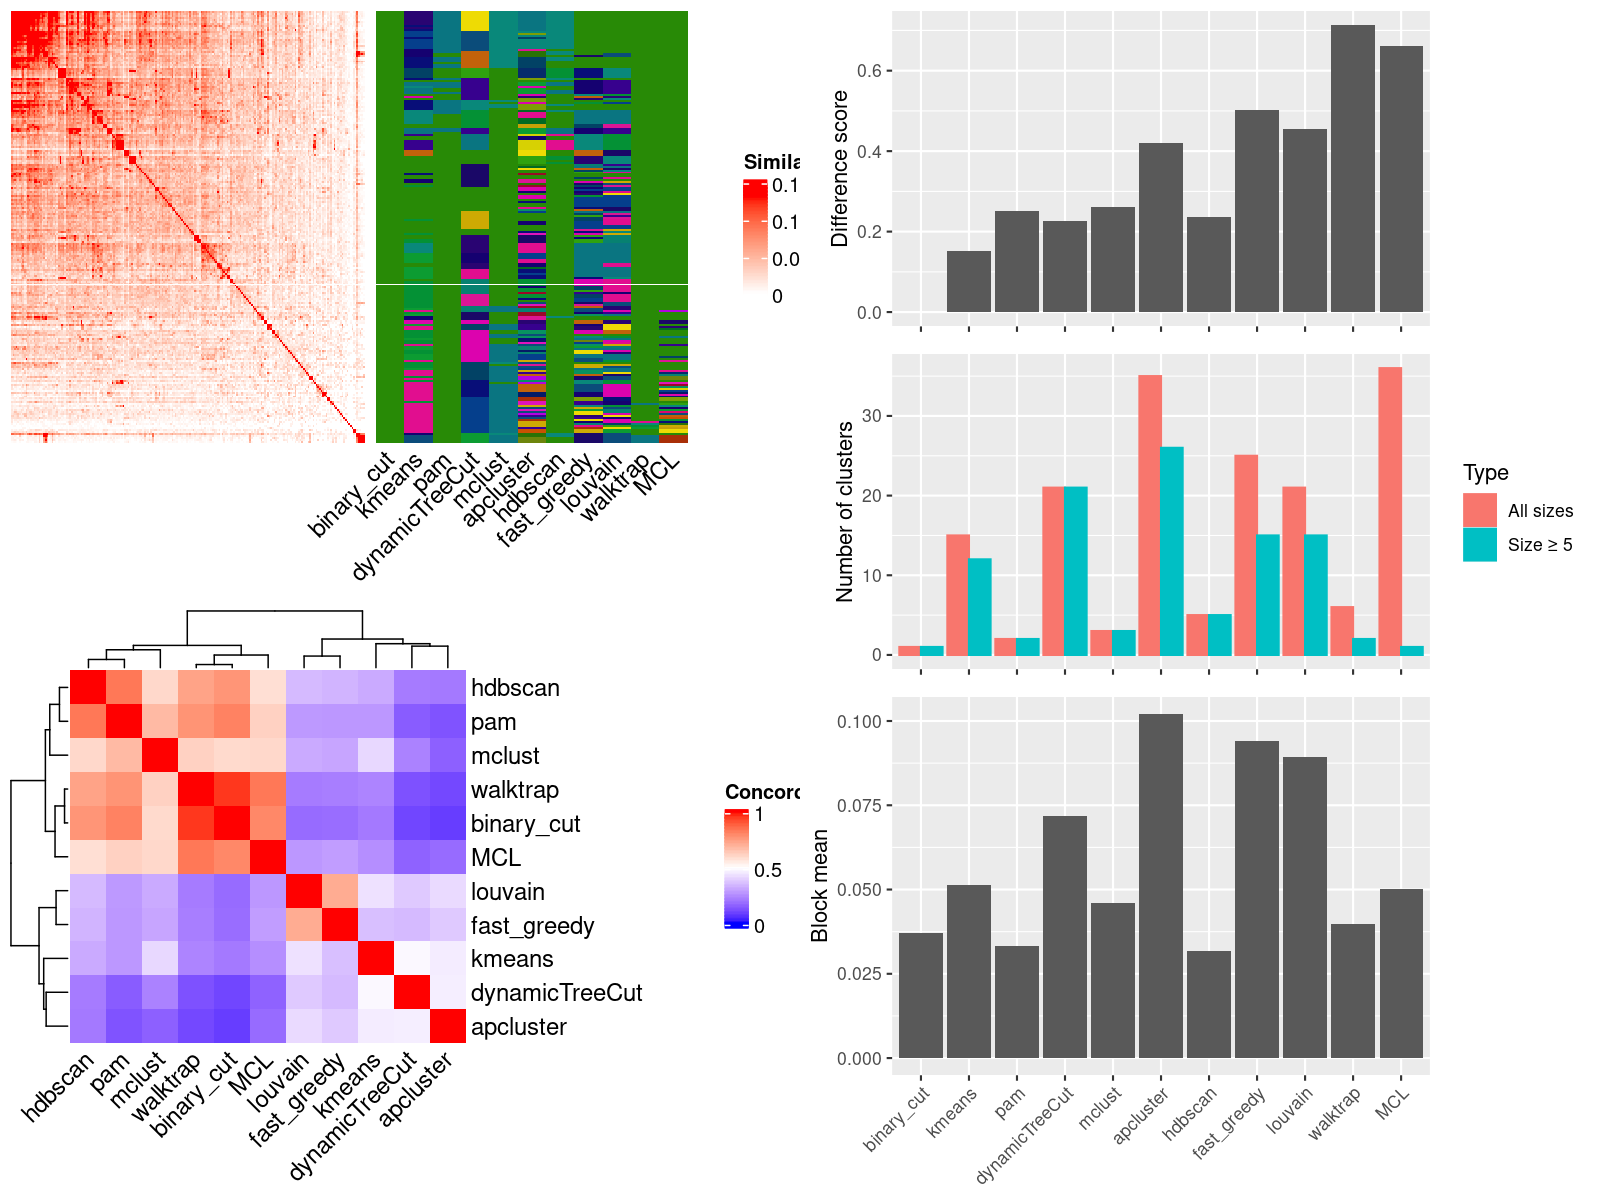 Simila
0.1
0.1
0.0
0
binary_cut
kmeans
pam
dynamicTreeCut
mclust
apcluster
hdbscan
fast_greedy
louvain
walktrap
MCL
hdbscan
pam
mclust
walktrap
binary_cut
MCL
louvain
fast_greedy
kmeans
dynamicTreeCut
apcluster
hdbscan
pam
mclust
walktrap
binary_cut
MCL
louvain
fast_greedy
kmeans
dynamicTreeCut
apcluster
Concord
1
0.5
0
Difference score
0.6
0.4
0.2
0.0
Number of clusters
30
20
10
0
Type
All sizes
Size ≥ 5
Block mean
0.100
0.075
0.050
0.025
0.000
binary_cut
kmeans
pam
dynamicTreeCut
mclust
apcluster
hdbscan
fast_greedy
louvain
walktrap
MCL